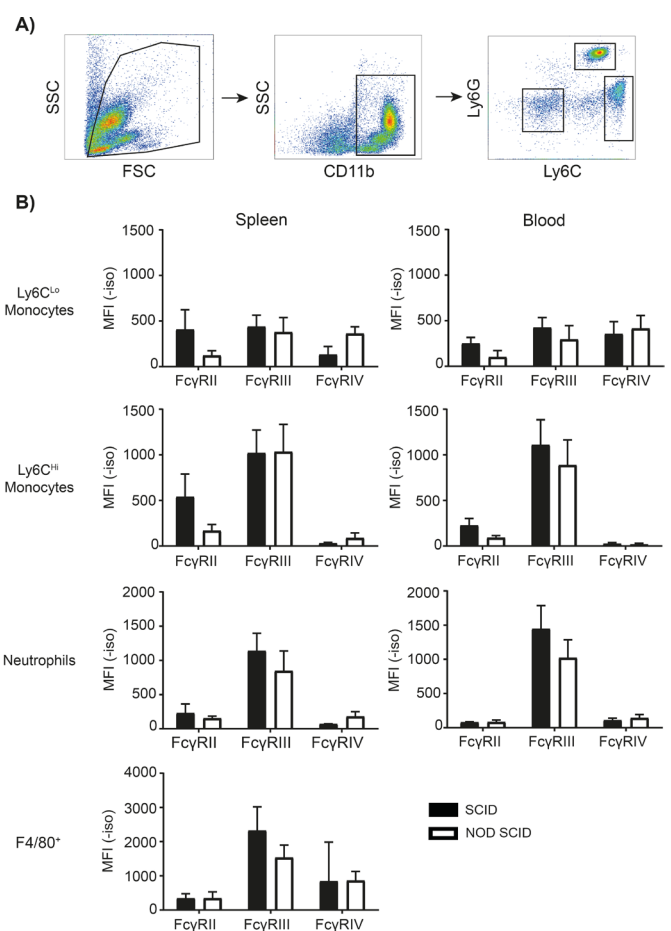 A)
SSC
FSC
SSC
CD11b
Ly6G
Ly6C
B)
Spleen
Blood
Ly6CLo
Monocytes
MFI (-iso)
1500
1000
500
0
FcγRII FcγRIII FcγRIV
MFI (-iso)
1500
1000
500
0
FcγRII FcγRIII FcγRIV
Ly6CHi
Monocytes
MFI (-iso)
1500
1000
500
0
FcγRII FcγRIII FcγRIV
MFI (-iso)
1500
1000
500
0
FcγRII FcγRIII FcγRIV
Neutrophils
MFI (-iso)
2000
1500
1000
500
0
FcγRII FcγRIII FcγRIV
MFI (-iso)
2000
1500
1000
500
0
FcγRII FcγRIII FcγRIV
F4/80+
MFI (-iso)
4000
3000
2000
1000
0
FcγRII FcγRIII FcγRIV
SCID
NOD SCID